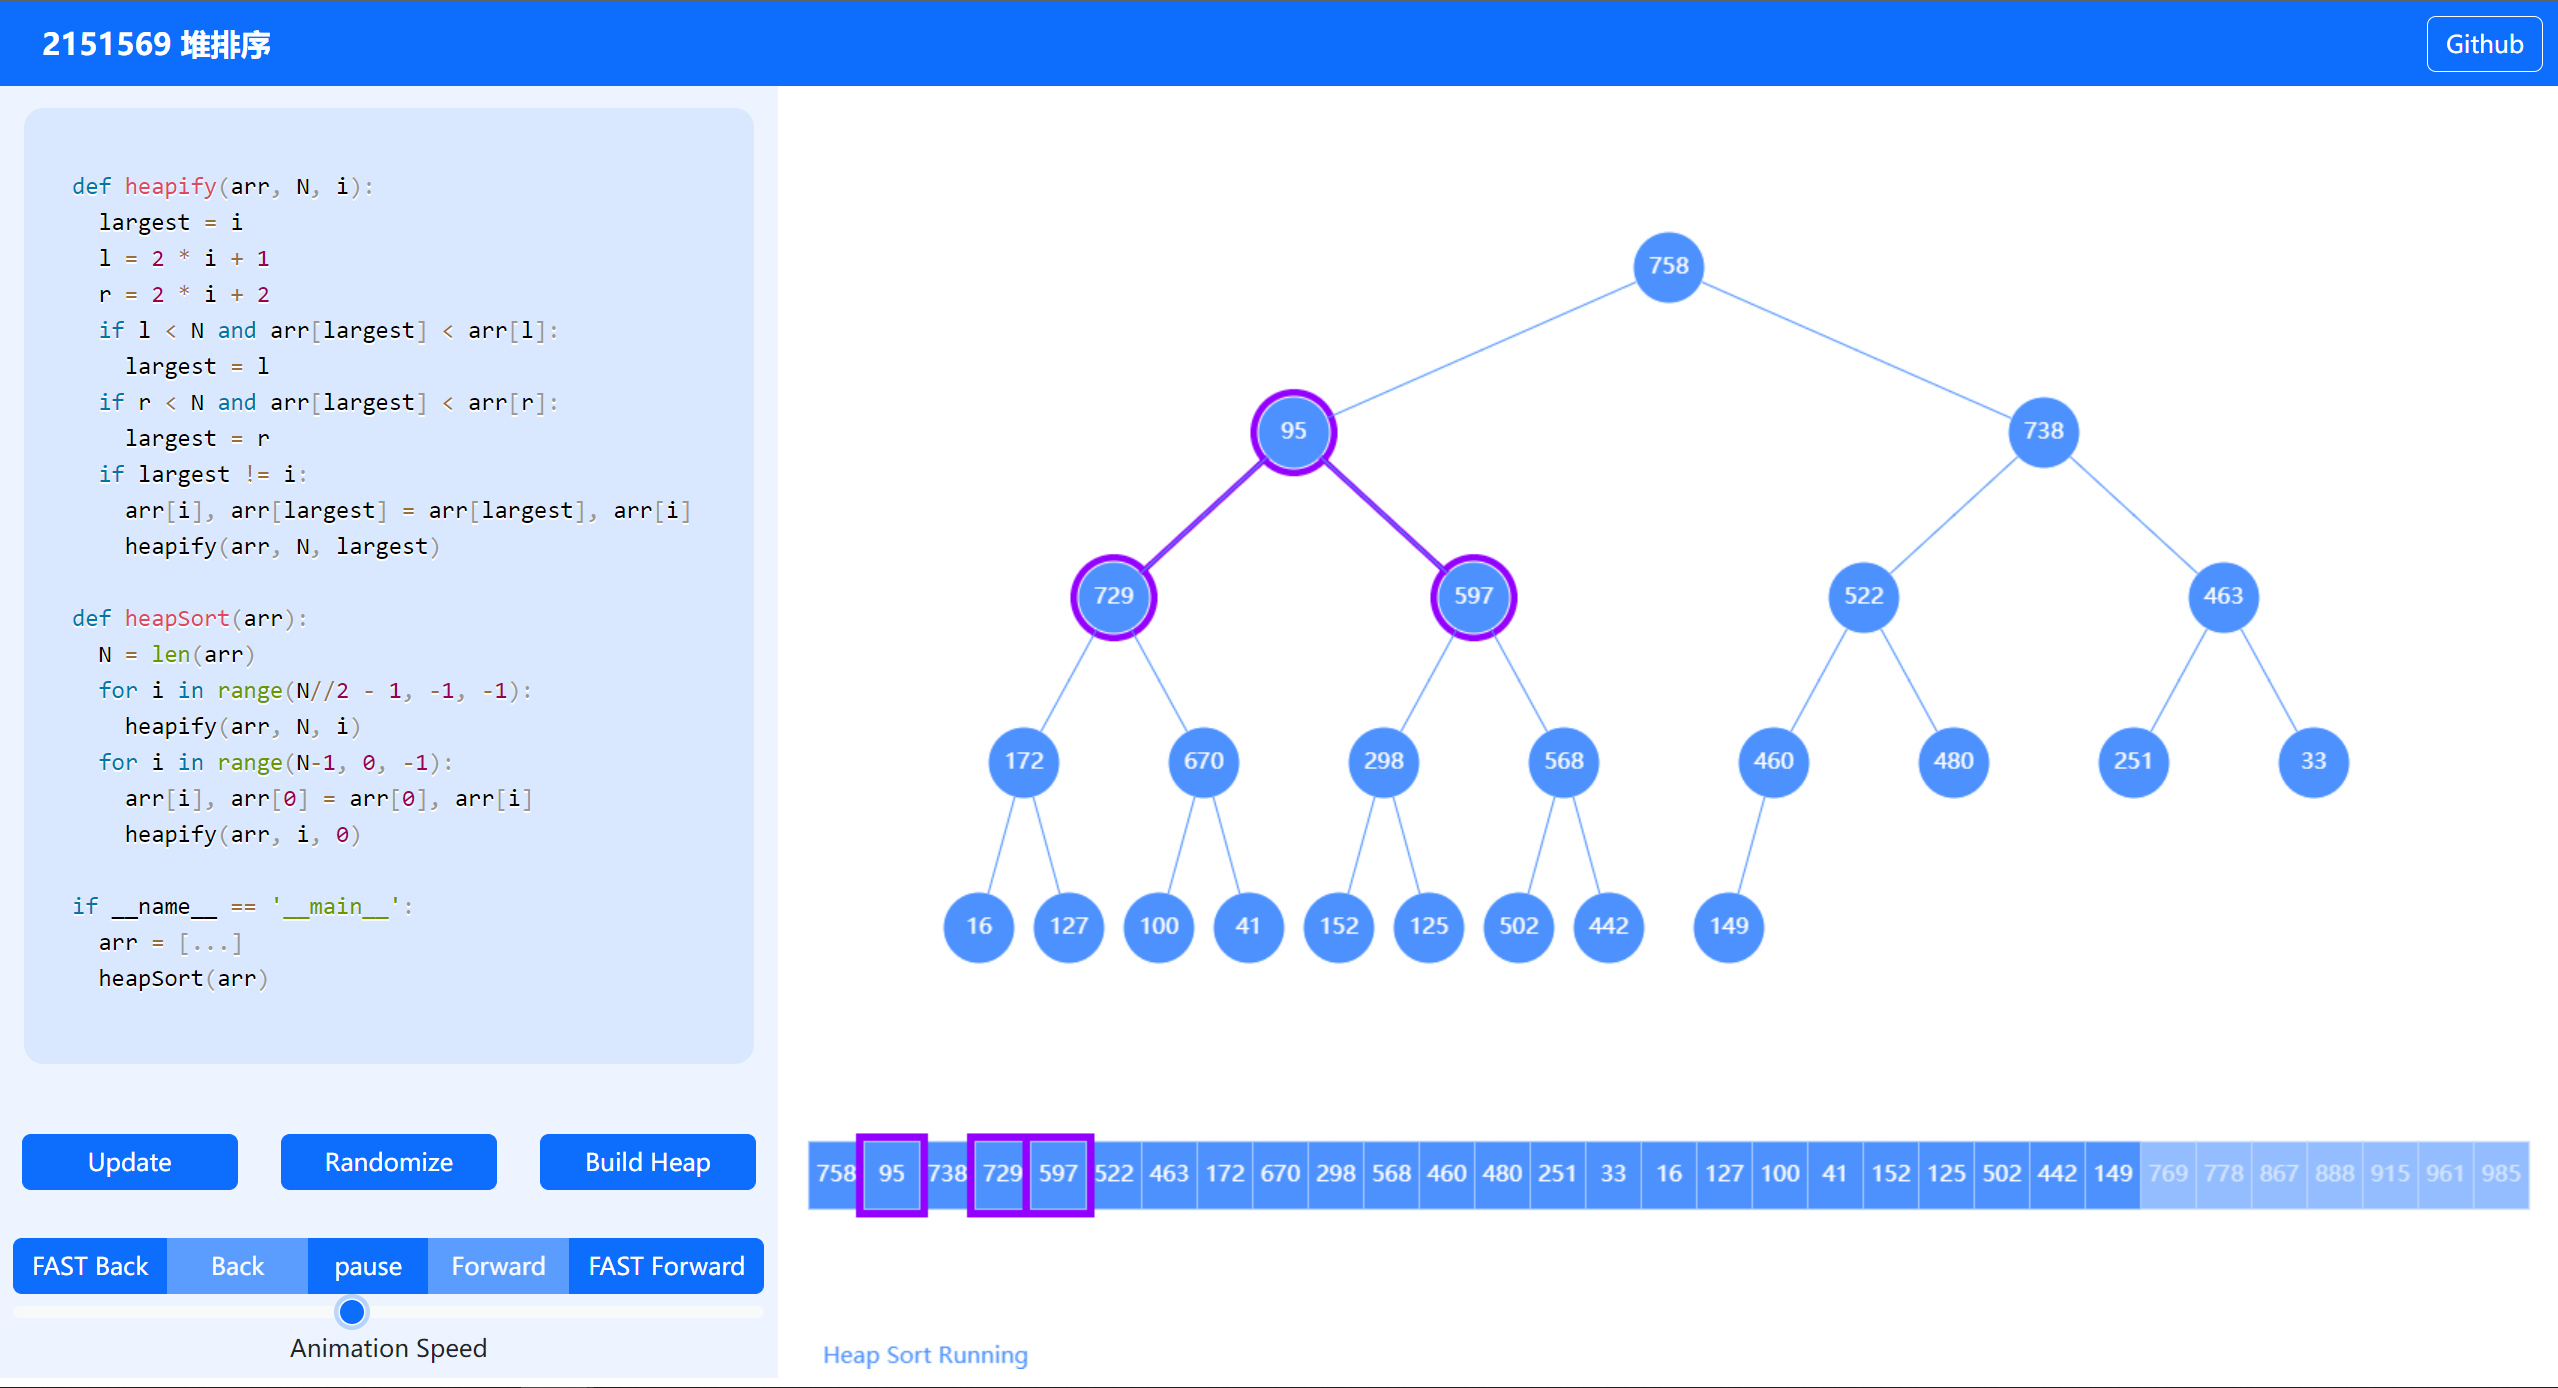 2151569 堆排序
Github
def heapify(arr, N, i):
largest = i
l = 2 * i + 1
r = 2 * i + 2
if l < N and arr[largest] < arr[l]:
largest = l
if r < N and arr[largest] < arr[r]:
largest = r
if largest != i:
arr[i], arr[largest] = arr[largest], arr[i]
heapify(arr, N, largest)
def heapSort(arr):
N = len(arr)
for i in range(N//2 - 1, -1, -1):
heapify(arr, N, i)
for i in range(N-1, 0, -1):
arr[i], arr[0] = arr[0], arr[i]
heapify(arr, i, 0)
if __name__ == '__main__':
arr = [...]
heapSort(arr)
Update Randomize Build Heap
FAST Back Back pause Forward FAST Forward
Animation Speed
758
95 738
729 597 522 463
172 670 298 568 460 480 251 33
16 127 100 41 152 125 502 442 149
758 95 738 729 597 522 463 172 670 298 568 460 480 251 33 16 127 100 41 152 125 502 442 149 769 778 867 888 915 961 985
Heap Sort Running